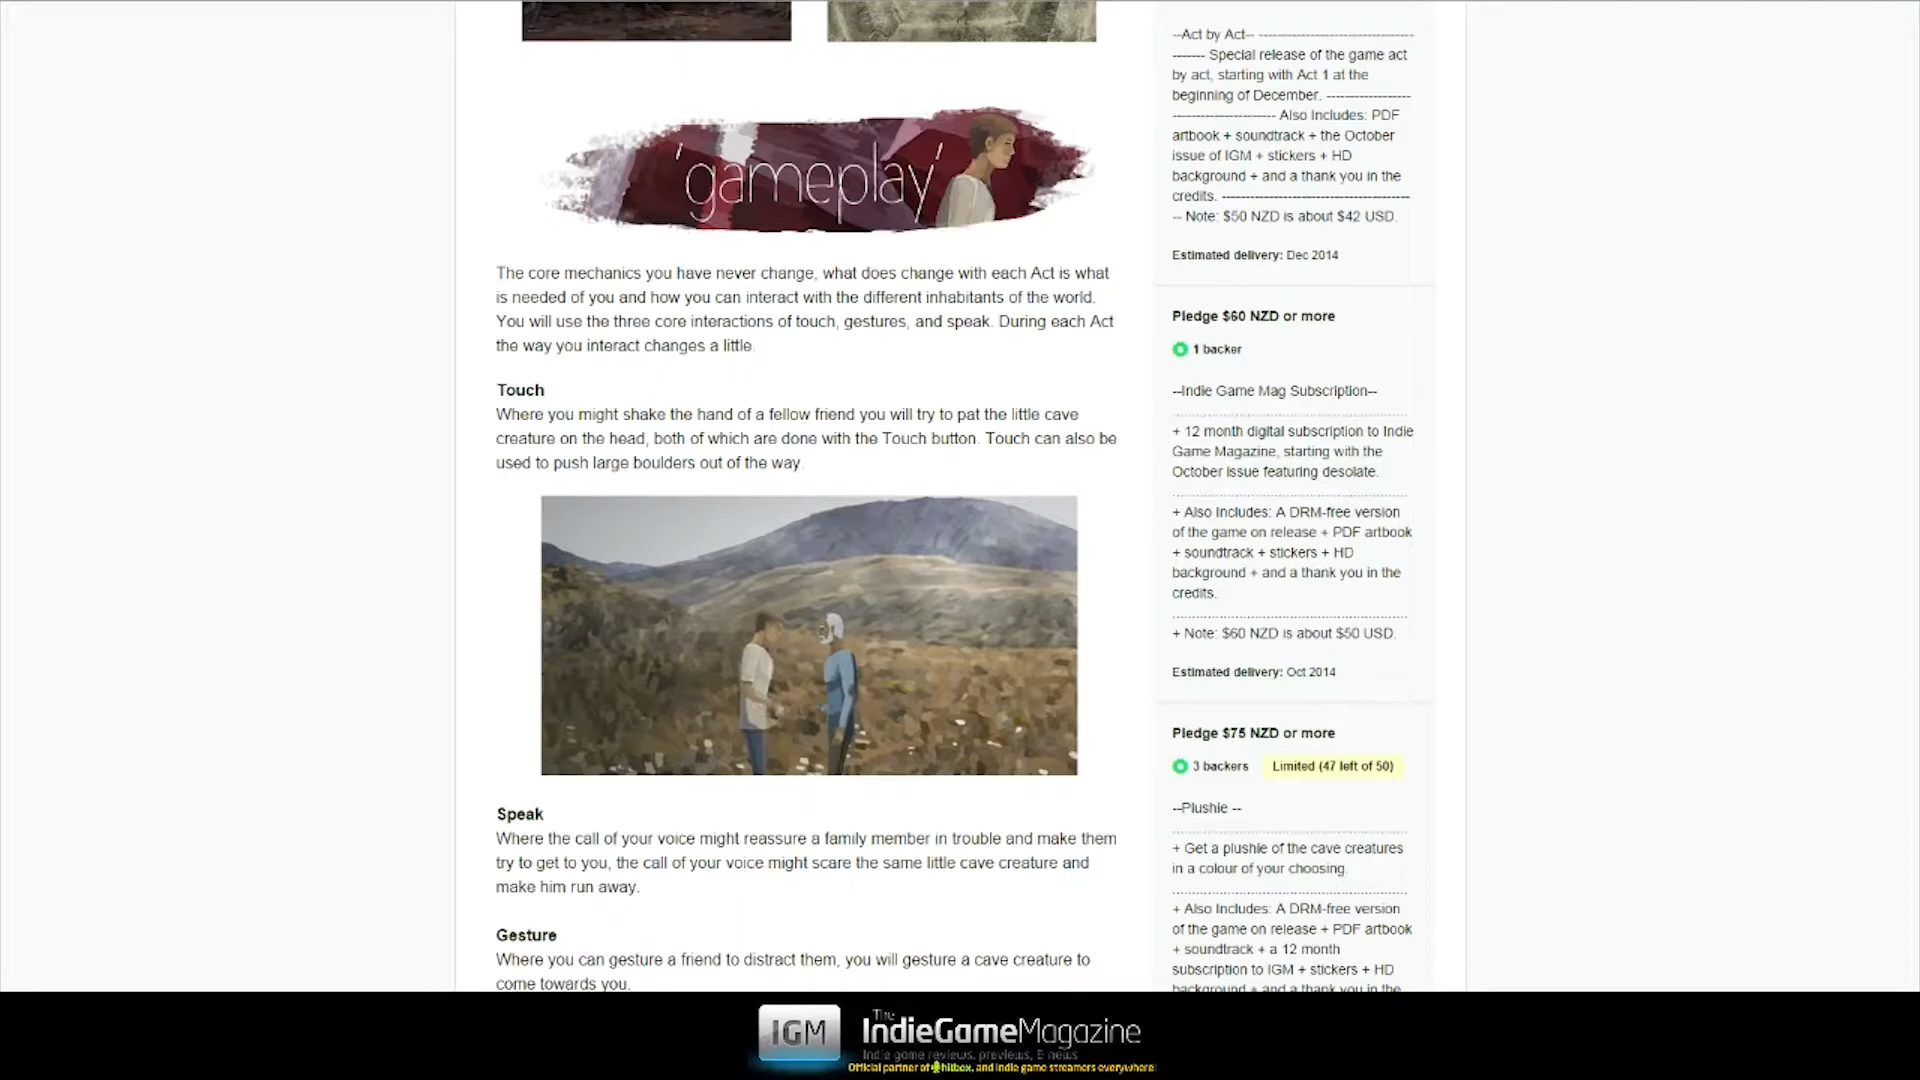 'gameplay'
The core mechanics you have never change, what does change with each Act is what
is needed of you and how you can interact with the different inhabitants of the world.
You will use the three core interactions of touch, gestures, and speak. During each Act
the way you interact changes a little.
Touch
Where you might shake the hand of a fellow friend you will try to pat the little cave
creature on the head, both of which are done with the Touch button. Touch can also be
used to push large boulders out of the way.
Speak
Where the call of your voice might reassure a family member in trouble and make them
try to get to you, the call of your voice might scare the same little cave creature and
make him run away.
Gesture
Where you can gesture a friend to distract them, you will gesture a cave creature to
come towards you.
--Act by Act-- ------------------------------------
------- Special release of the game act
by act, starting with Act 1 at the
beginning of December. -------------------
----------------------- Also Includes: PDF
artbook + soundtrack + the October
issue of IGM + stickers + HD
background + and a thank you in the
credits. ------------------------------------------
-- Note: $50 NZD is about $42 USD.
Estimated delivery: Dec 2014
Pledge $60 NZD or more
1 backer
--Indie Game Mag Subscription--
+ 12 month digital subscription to Indie
Game Magazine, starting with the
October issue featuring desolate.
+ Also Includes: A DRM-free version
of the game on release + PDF artbook
+ soundtrack + stickers + HD
background + and a thank you in the
credits.
+ Note: $60 NZD is about $50 USD.
Estimated delivery: Oct 2014
Pledge $75 NZD or more
3 backers Limited (47 left of 50)
--Plushie --
+ Get a plushie of the cave creatures
in a colour of your choosing.
+ Also Includes: A DRM-free version
of the game on release + PDF artbook
+ soundtrack + a 12 month
subscription to IGM + stickers + HD
background + and a thank you in the
IGM The
IndieGameMagazine
Indie game reviews, previews, & news
Official partner of hitbox, and indie game streamers everywhere!